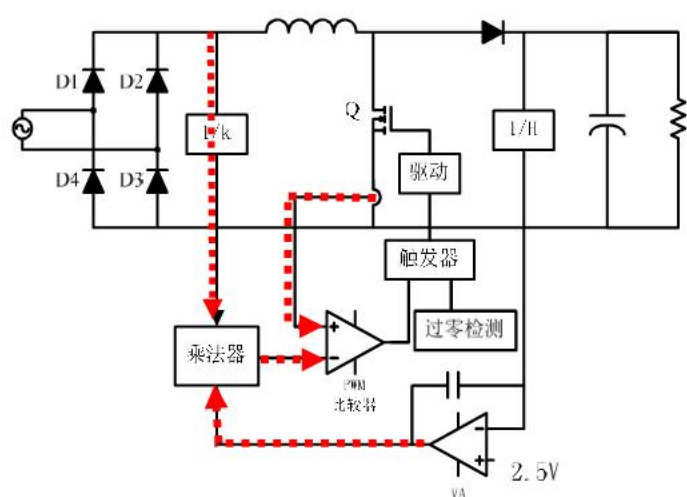 D1
D2
1/k
Q
1/H
驱动
D4
D3
触发器
过零检测
乘法器
+
-
PWM
比较器
-
+
2.5V
VA